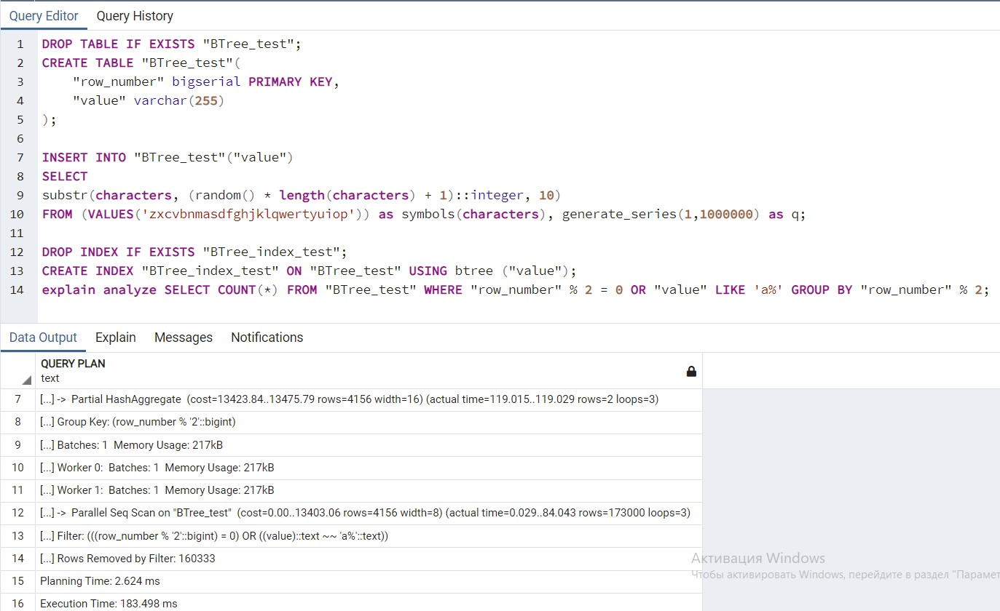 Query Editor Query History
1 DROP TABLE IF EXISTS "BTree_test";
2 CREATE TABLE "BTree_test"(
3 "row_number" bigserial PRIMARY KEY,
4 "value" varchar(255)
5 );
6
7 INSERT INTO "BTree_test"("value")
8 SELECT
9 substr(characters, (random() * length(characters) + 1)::integer, 10)
10 FROM (VALUES('zxcvbnmasdfghjklqwertyuiop')) as symbols(characters), generate_series(1,1000000) as q;
11
12 DROP INDEX IF EXISTS "BTree_index_test";
13 CREATE INDEX "BTree_index_test" ON "BTree_test" USING btree ("value");
14 explain analyze SELECT COUNT(*) FROM "BTree_test" WHERE "row_number" % 2 = 0 OR "value" LIKE 'a%' GROUP BY "row_number" % 2;
Data Output Explain Messages Notifications
QUERY PLAN
text
7 [...] -> Partial HashAggregate (cost=13423.84..13475.79 rows=4156 width=16) (actual time=119.015..119.029 rows=2 loops=3)
8 [...] Group Key: (row_number % '2'::bigint)
9 [...] Batches: 1 Memory Usage: 217kB
10 [...] Worker 0: Batches: 1 Memory Usage: 217kB
11 [...] Worker 1: Batches: 1 Memory Usage: 217kB
12 [...] -> Parallel Seq Scan on "BTree_test" (cost=0.00..13403.06 rows=4156 width=8) (actual time=0.029..84.043 rows=173000 loops=3)
13 [...] Filter: (((row_number % '2'::bigint) = 0) OR ((value)::text ~~ 'a%'::text))
14 [...] Rows Removed by Filter: 160333
Активация Windows
Чтобы активировать Windows, перейдите в раздел "Парамет
15 Planning Time: 2.624 ms
16 Execution Time: 183.498 ms